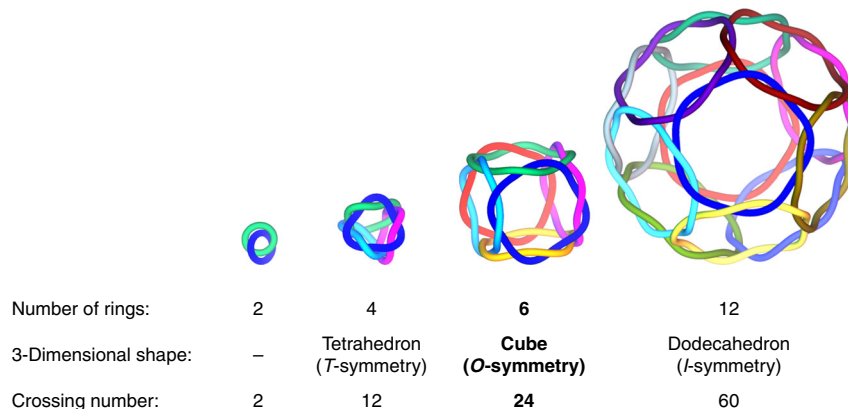 Number of rings: 2 4 6 12
3-Dimensional shape: – Tetrahedron (T-symmetry) Cube (O-symmetry) Dodecahedron (I-symmetry)
Crossing number: 2 12 24 60